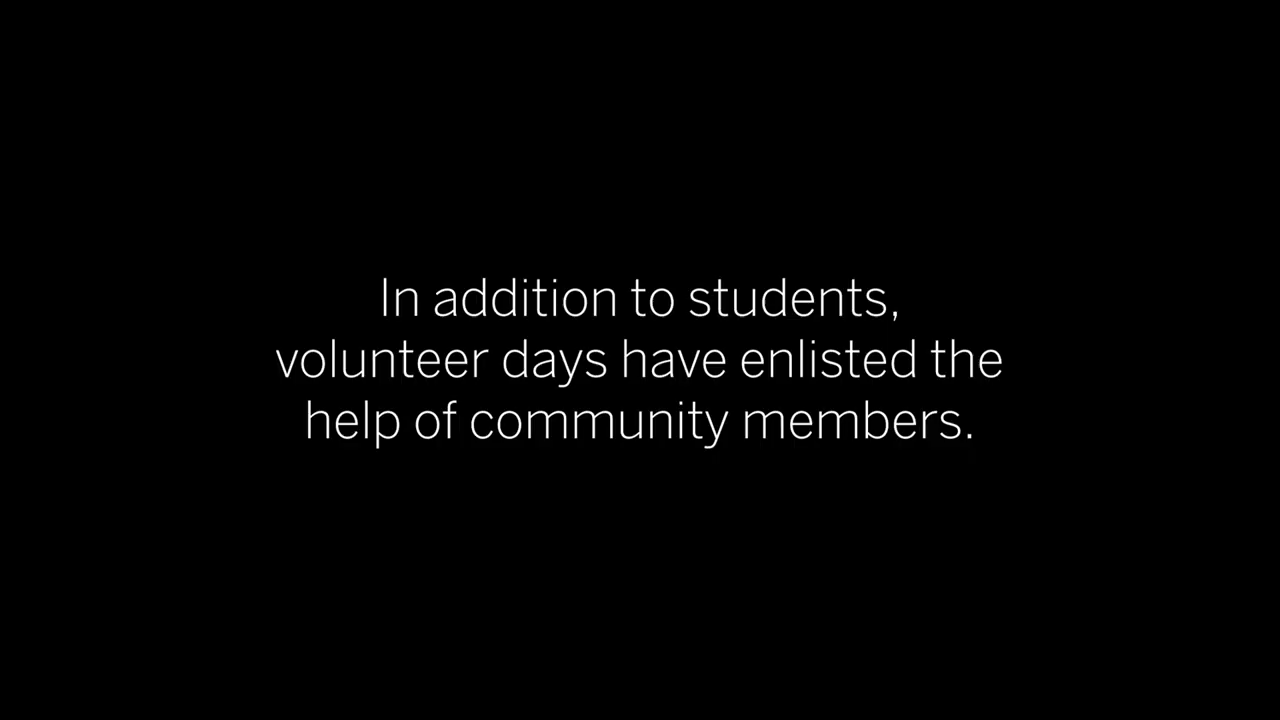 In addition to students,
volunteer days have enlisted the
help of community members.